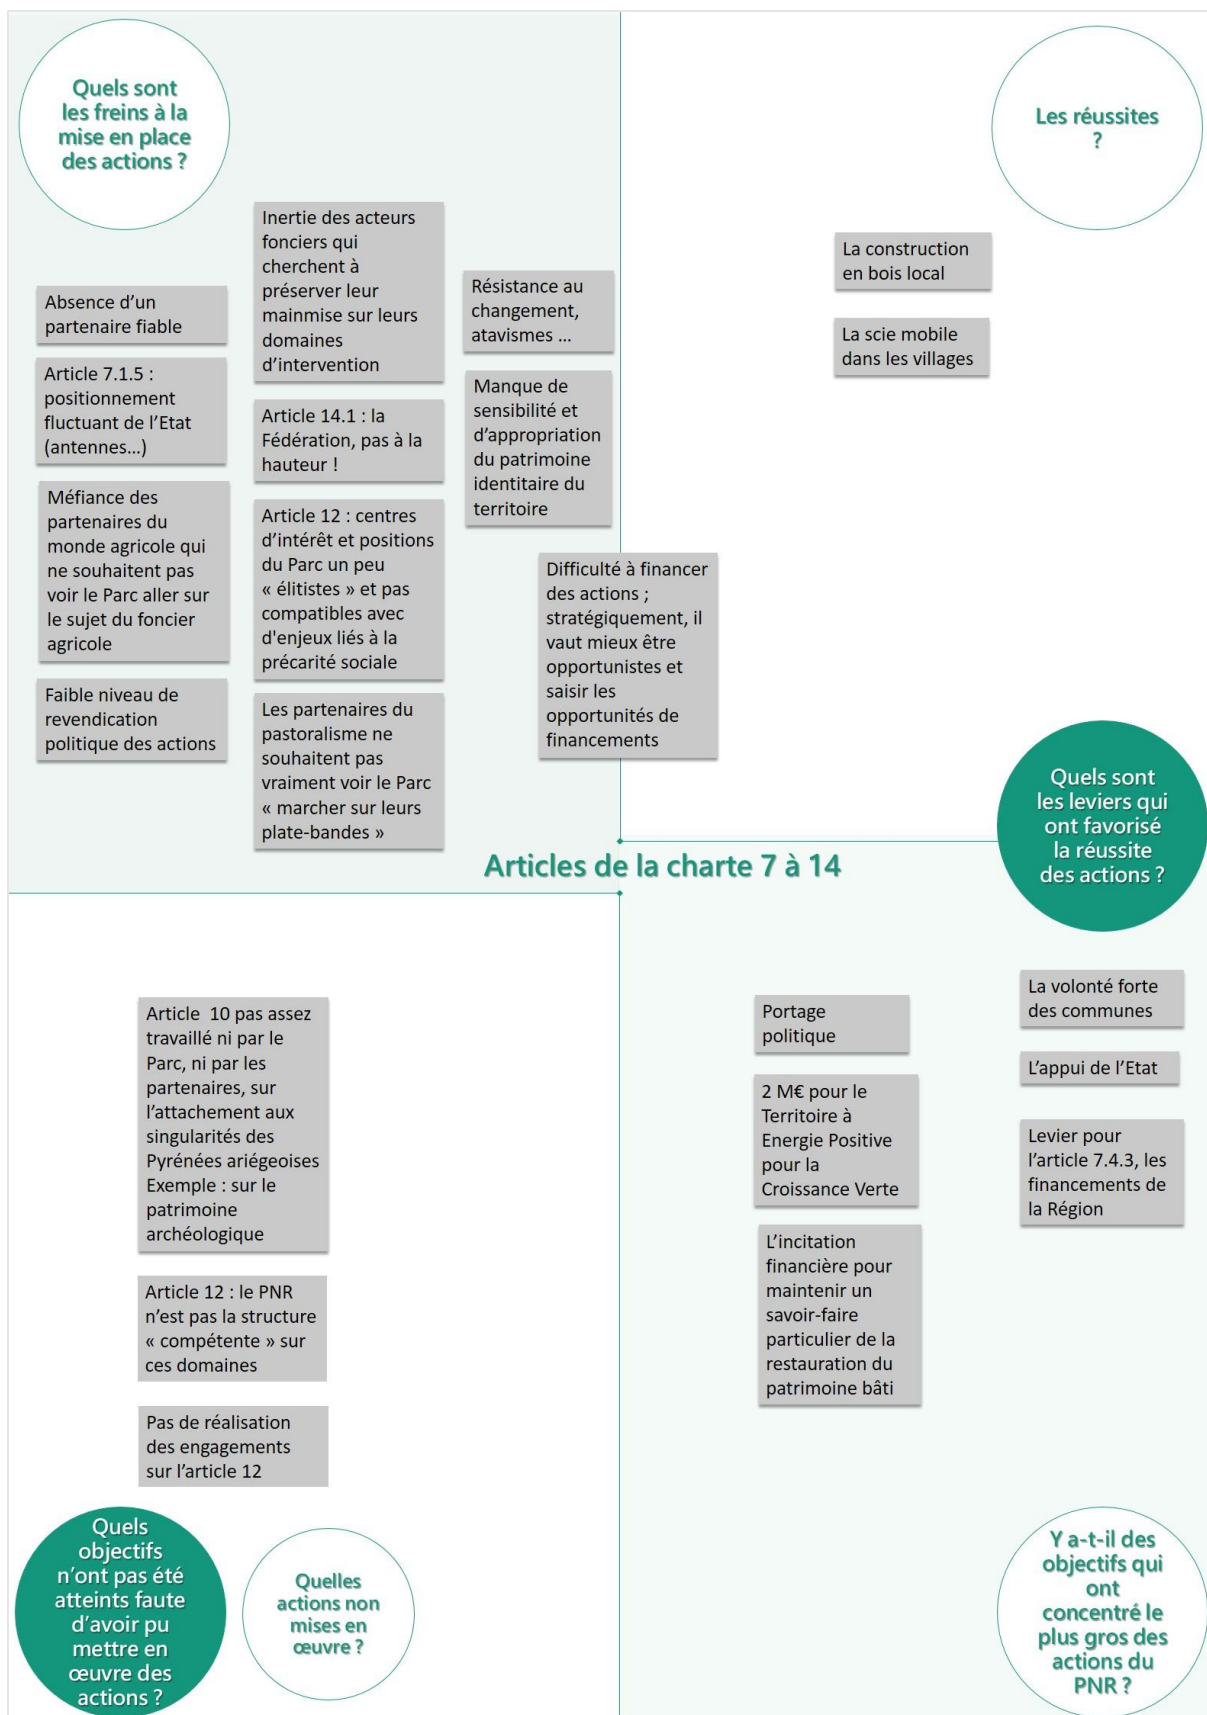 Quels sont
les freins à la
mise en place
des actions ?
Les réussites
?
Inertie des acteurs
fonciers qui
cherchent à
préserver leur
mainmise sur leurs
domaines
d'intervention
Absence d'un
partenaire fiable
Résistance au
changement,
atavismes ...
Article 7.1.5 :
positionnement
fluctuant de l'Etat
(antennes…)
Article 14.1 : la
Fédération, pas à la
hauteur !
Manque de
sensibilité et
d'appropriation
du patrimoine
identitaire du
territoire
Méfiance des
partenaires du
monde agricole qui
ne souhaitent pas
voir le Parc aller sur
le sujet du foncier
agricole
Article 12 : centres
d'intérêt et positions
du Parc un peu
« élitistes » et pas
compatibles avec
d'enjeux liés à la
précarité sociale
Difficulté à financer
des actions ;
stratégiquement, il
vaut mieux être
opportunistes et
saisir les
opportunités de
financements
Faible niveau de
revendication
politique des actions
Les partenaires du
pastoralisme ne
souhaitent pas
vraiment voir le Parc
« marcher sur leurs
plate-bandes »
La construction
en bois local
La scie mobile
dans les villages
Quels sont
les leviers qui
ont favorisé
la réussite
des actions ?
Articles de la charte 7 à 14
Article 10 pas assez
travaillé ni par le
Parc, ni par les
partenaires, sur
l'attachement aux
singularités des
Pyrénées ariégeoises
Exemple : sur le
patrimoine
archéologique
Article 12 : le PNR
n'est pas la structure
« compétente » sur
ces domaines
Pas de réalisation
des engagements
sur l'article 12
Portage
politique
2 M€ pour le
Territoire à
Energie Positive
pour la
Croissance Verte
L'incitation
financière pour
maintenir un
savoir-faire
particulier de la
restauration du
patrimoine bâti
La volonté forte
des communes
L'appui de l'Etat
Levier pour
l'article 7.4.3, les
financements de
la Région
Quels
objectifs
n'ont pas été
atteints faute
d'avoir pu
mettre en
œuvre des
actions ?
Quelles
actions non
mises en
œuvre ?
Y a-t-il des
objectifs qui
ont
concentré le
plus gros des
actions du
PNR ?